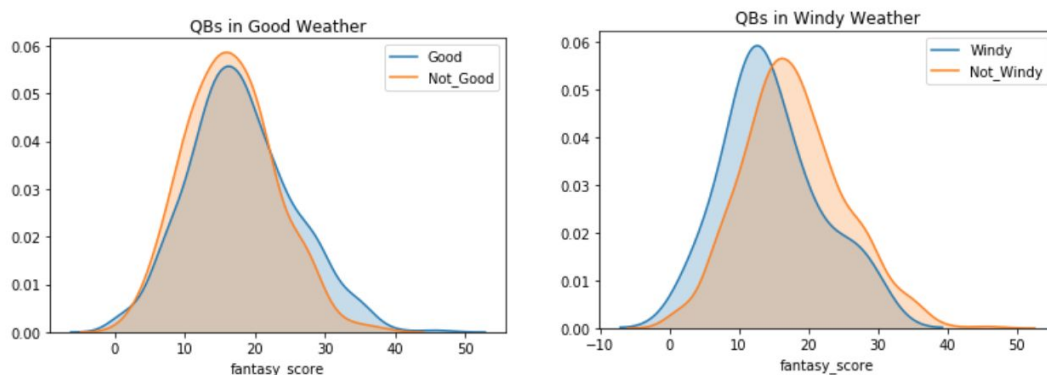 QBs in Good Weather
0.06
0.05
0.04
0.03
0.02
0.01
0.00
0 10 20 30 40 50
fantasy_score
Good
Not_Good
QBs in Windy Weather
0.06
0.05
0.04
0.03
0.02
0.01
0.00
−10 0 10 20 30 40 50
fantasy_score
Windy
Not_Windy